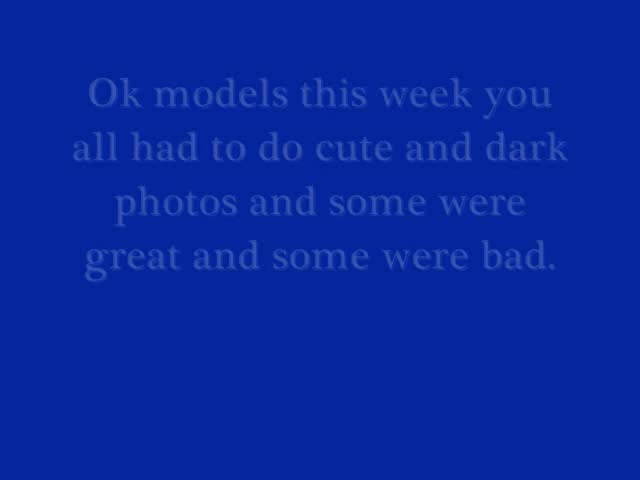 Ok models this week you
all had to do cute and dark
photos and some were
great and some were bad.